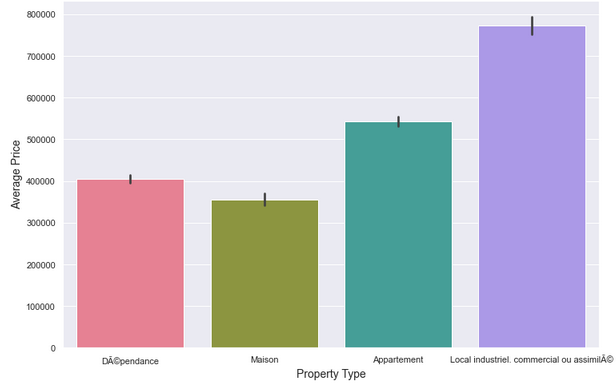 800000
700000
600000
500000
400000
300000
200000
100000
0
Average Price
DÃ©pendance
Maison
Appartement
Local industriel. commercial ou assimilÃ©
Property Type